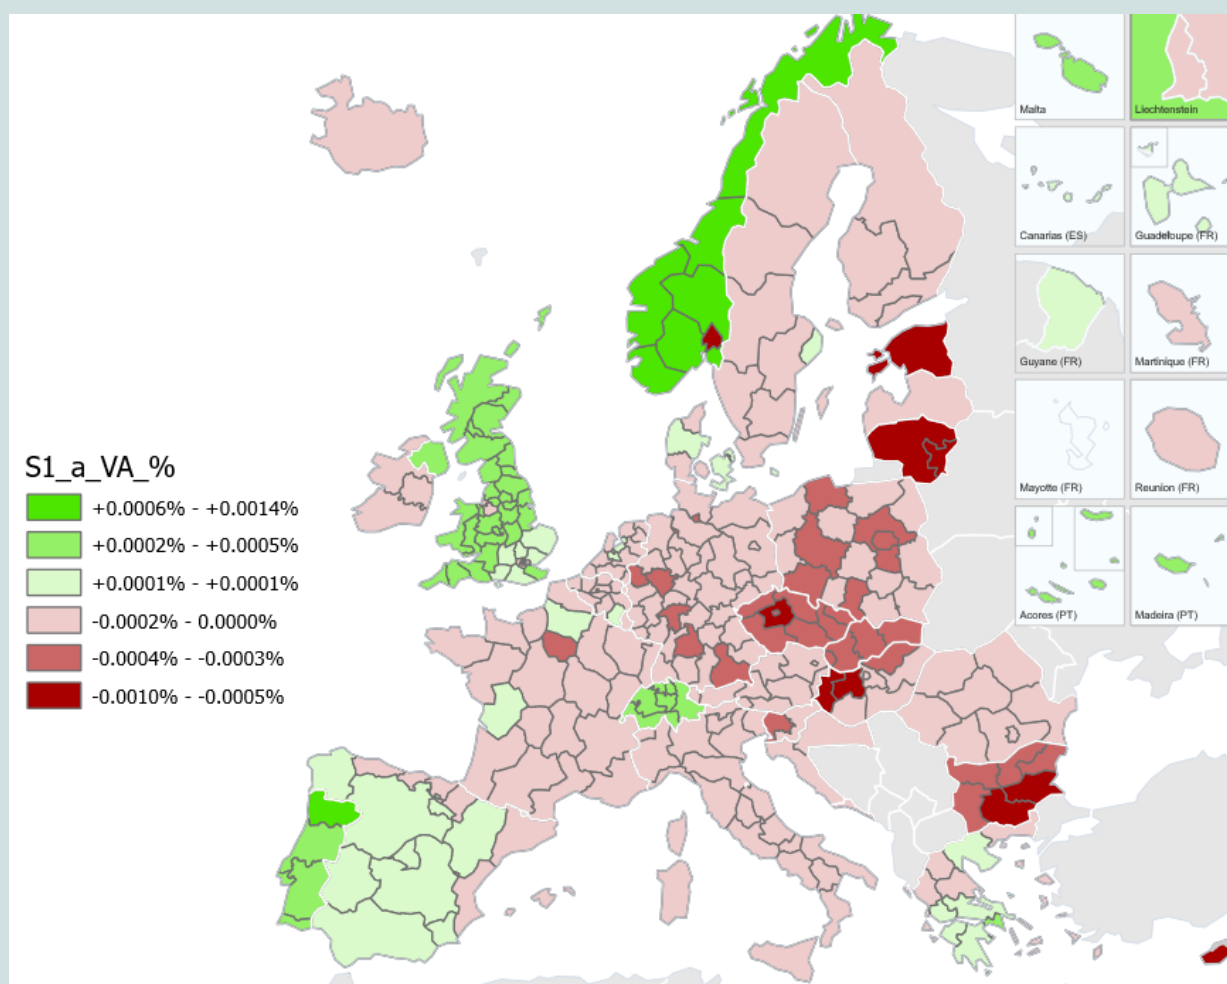 Malta
Liechtenstein
Canarias (ES)
Guadeloupe (FR)
Guyane (FR)
Martinique (FR)
Mayotte (FR)
Reunion (FR)
Acores (PT)
Madeira (PT)
S1_a_VA_%
+0.0006% - +0.0014%
+0.0002% - +0.0005%
+0.0001% - +0.0001%
-0.0002% - 0.0000%
-0.0004% - -0.0003%
-0.0010% - -0.0005%